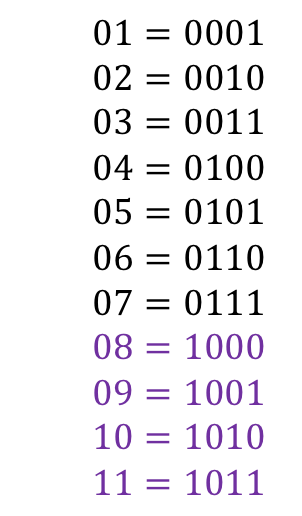 01 = 0001
02 = 0010
03 = 0011
04 = 0100
05 = 0101
06 = 0110
07 = 0111
08 = 1000
09 = 1001
10 = 1010
11 = 1011